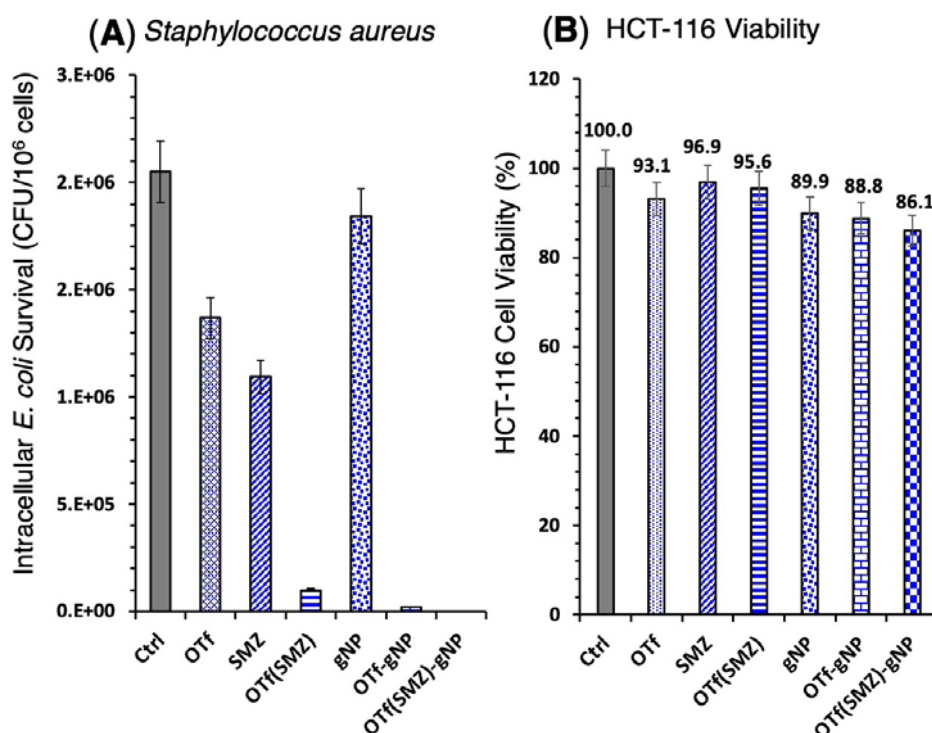 (A) Staphylococcus aureus
Intracellular E. coli Survival (CFU/10⁶ cells)
3.E+06
2.E+06
2.E+06
1.E+06
5.E+05
0.E+00
Ctrl
OTf
SMZ
OTf(SMZ)
gNP
OTf-gNP
OTf(SMZ)-gNP
(B) HCT-116 Viability
HCT-116 Cell Viability (%)
120
100
80
60
40
20
0
100.0
93.1
96.9
95.6
89.9
88.8
86.1
Ctrl
OTf
SMZ
OTf(SMZ)
gNP
OTf-gNP
OTf(SMZ)-gNP